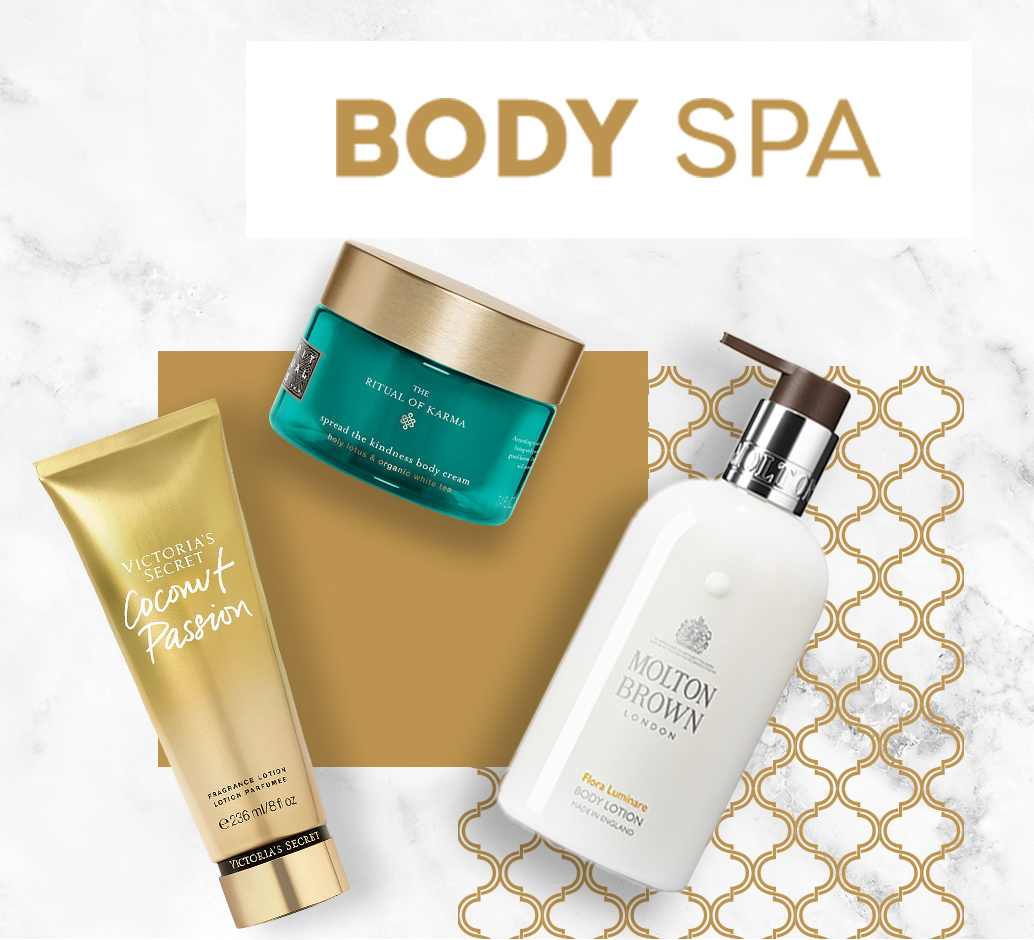 BODY SPA
THE
RITUAL OF KARMA
spread the kindness body cream
holy lotus & organic white tea
VICTORIA'S
SECRET
Coconut
Passion
FRAGRANCE LOTION
LOTION PARFUMÉE
℮236 ml/8 fl oz
VICTORIA'S SECRET
MOLTON
MOLTON
BROWN
LONDON
Flora Luminare
BODY LOTION
MADE IN ENGLAND